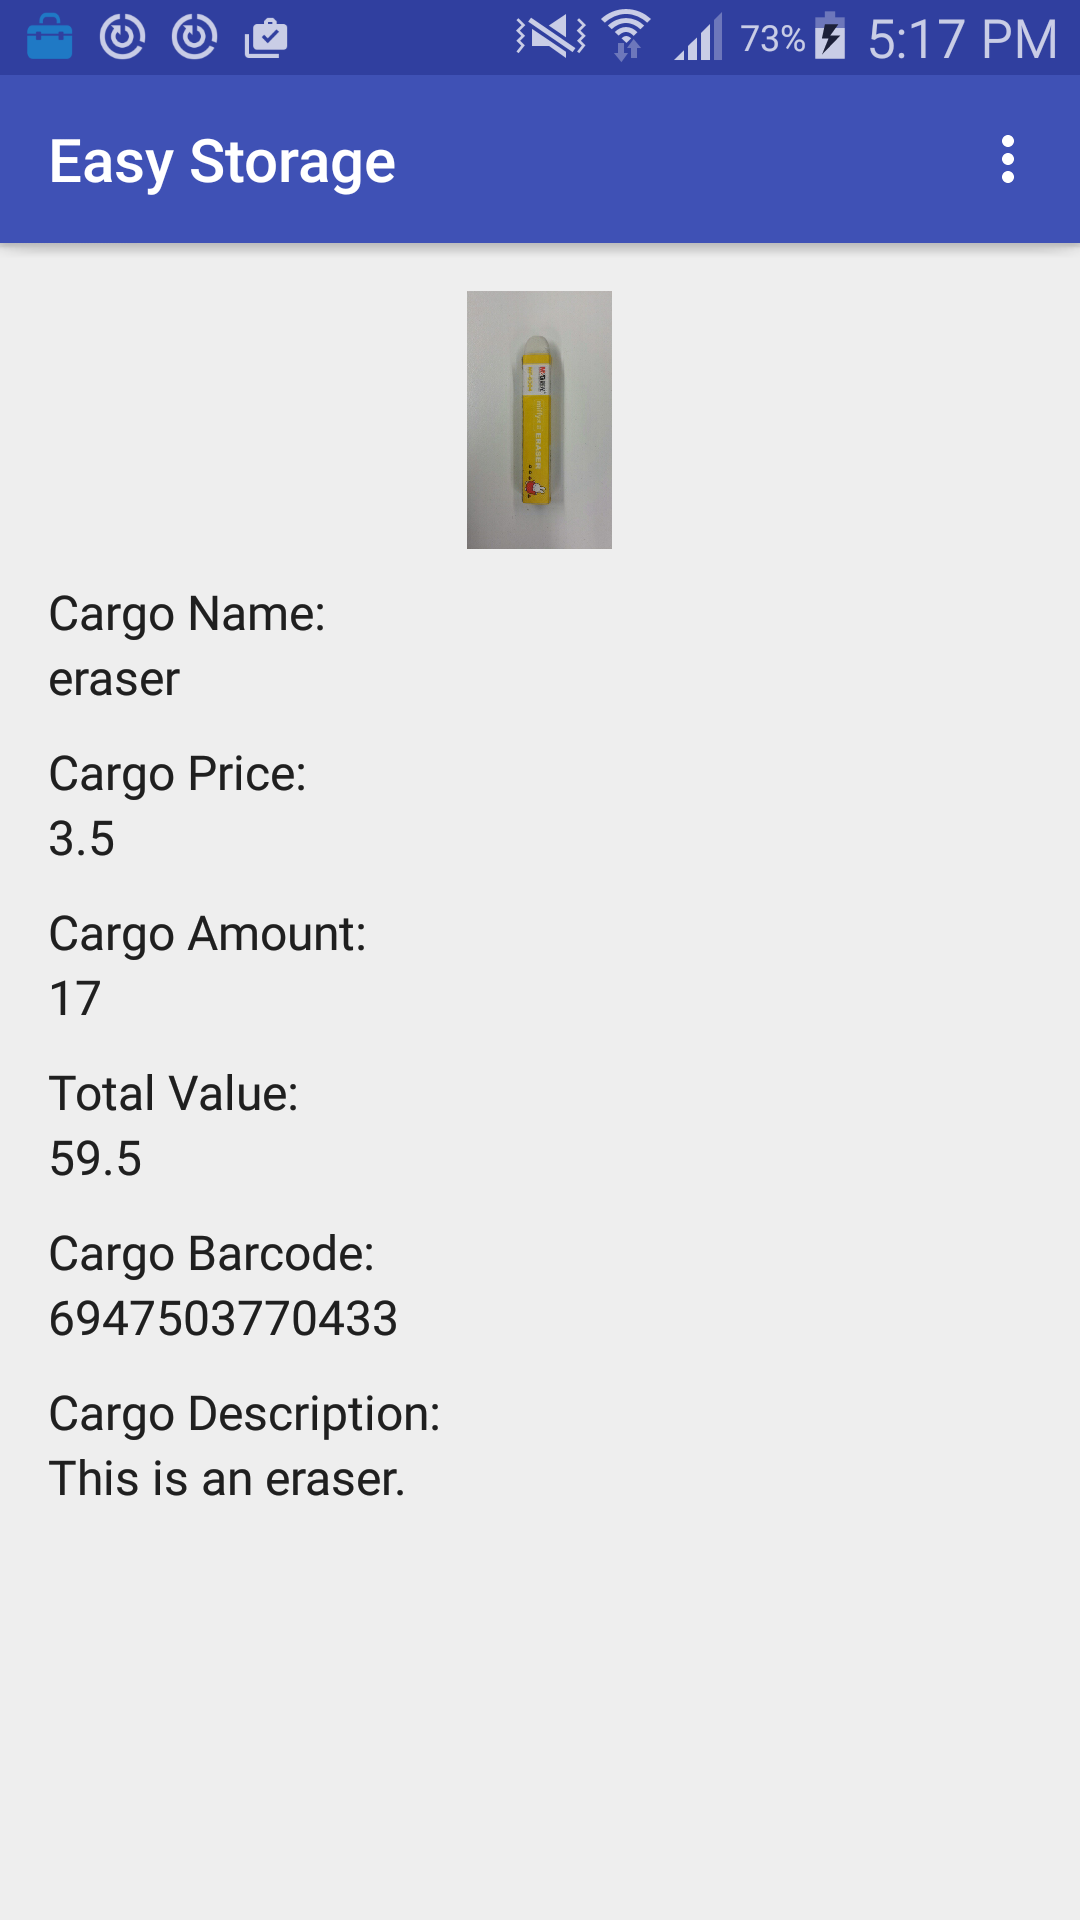 73% 5:17 PM
Easy Storage
ERASER
Cargo Name:
eraser
Cargo Price:
3.5
Cargo Amount:
17
Total Value:
59.5
Cargo Barcode:
6947503770433
Cargo Description:
This is an eraser.